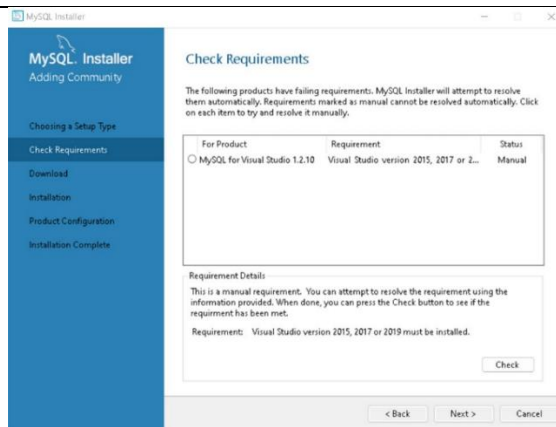 MySQL Installer
MySQL. Installer
Adding Community
Choosing a Setup Type
Check Requirements
Download
Installation
Product Configuration
Installation Complete
Check Requirements
The following products have failing requirements. MySQL Installer will attempt to resolve
them automatically. Requirements marked as manual cannot be resolved automatically. Click
on each item to try and resolve it manually.
For Product Requirement Status
MySQL for Visual Studio 1.2.10 Visual Studio version 2015, 2017 or 2... Manual
Requirement Details
This is a manual requirement. You can attempt to resolve the requirement using the
information provided. When done, you can press the Check button to see if the
requirment has been met.
Requirement: Visual Studio version 2015, 2017 or 2019 must be installed.
Check
< Back Next > Cancel